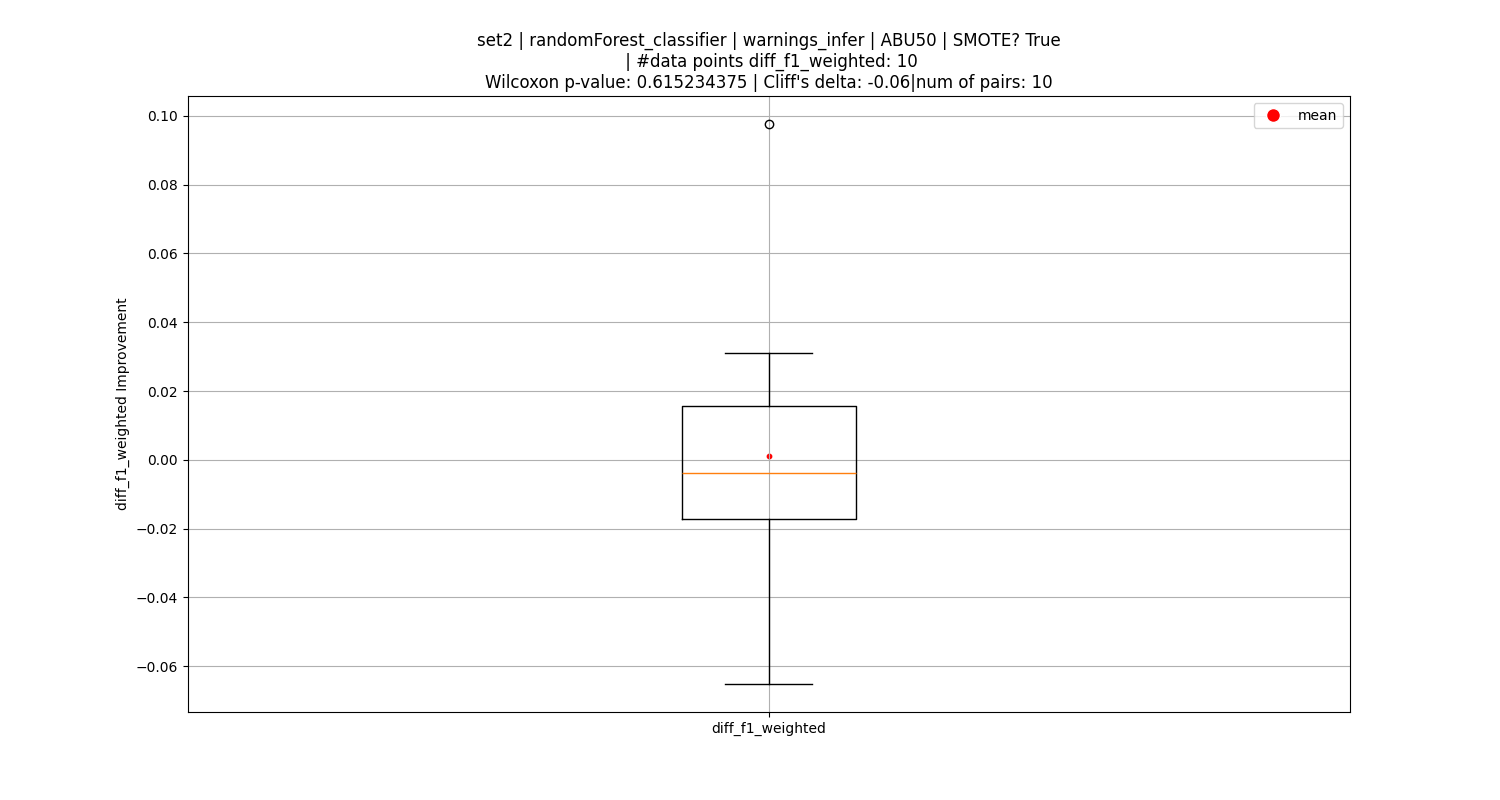 set2 | randomForest_classifier | warnings_infer | ABU50 | SMOTE? True
| #data points diff_f1_weighted: 10
Wilcoxon p-value: 0.615234375 | Cliff's delta: -0.06|num of pairs: 10
mean
0.10
0.08
0.06
0.04
0.02
0.00
−0.02
−0.04
−0.06
diff_f1_weighted Improvement
diff_f1_weighted